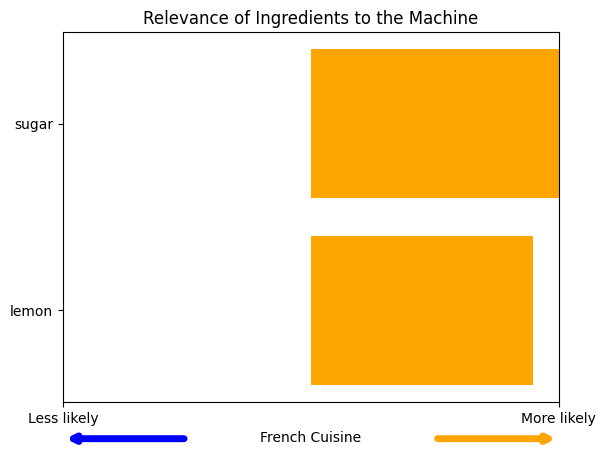 Relevance of Ingredients to the Machine
sugar
lemon
Less likely
More likely
French Cuisine